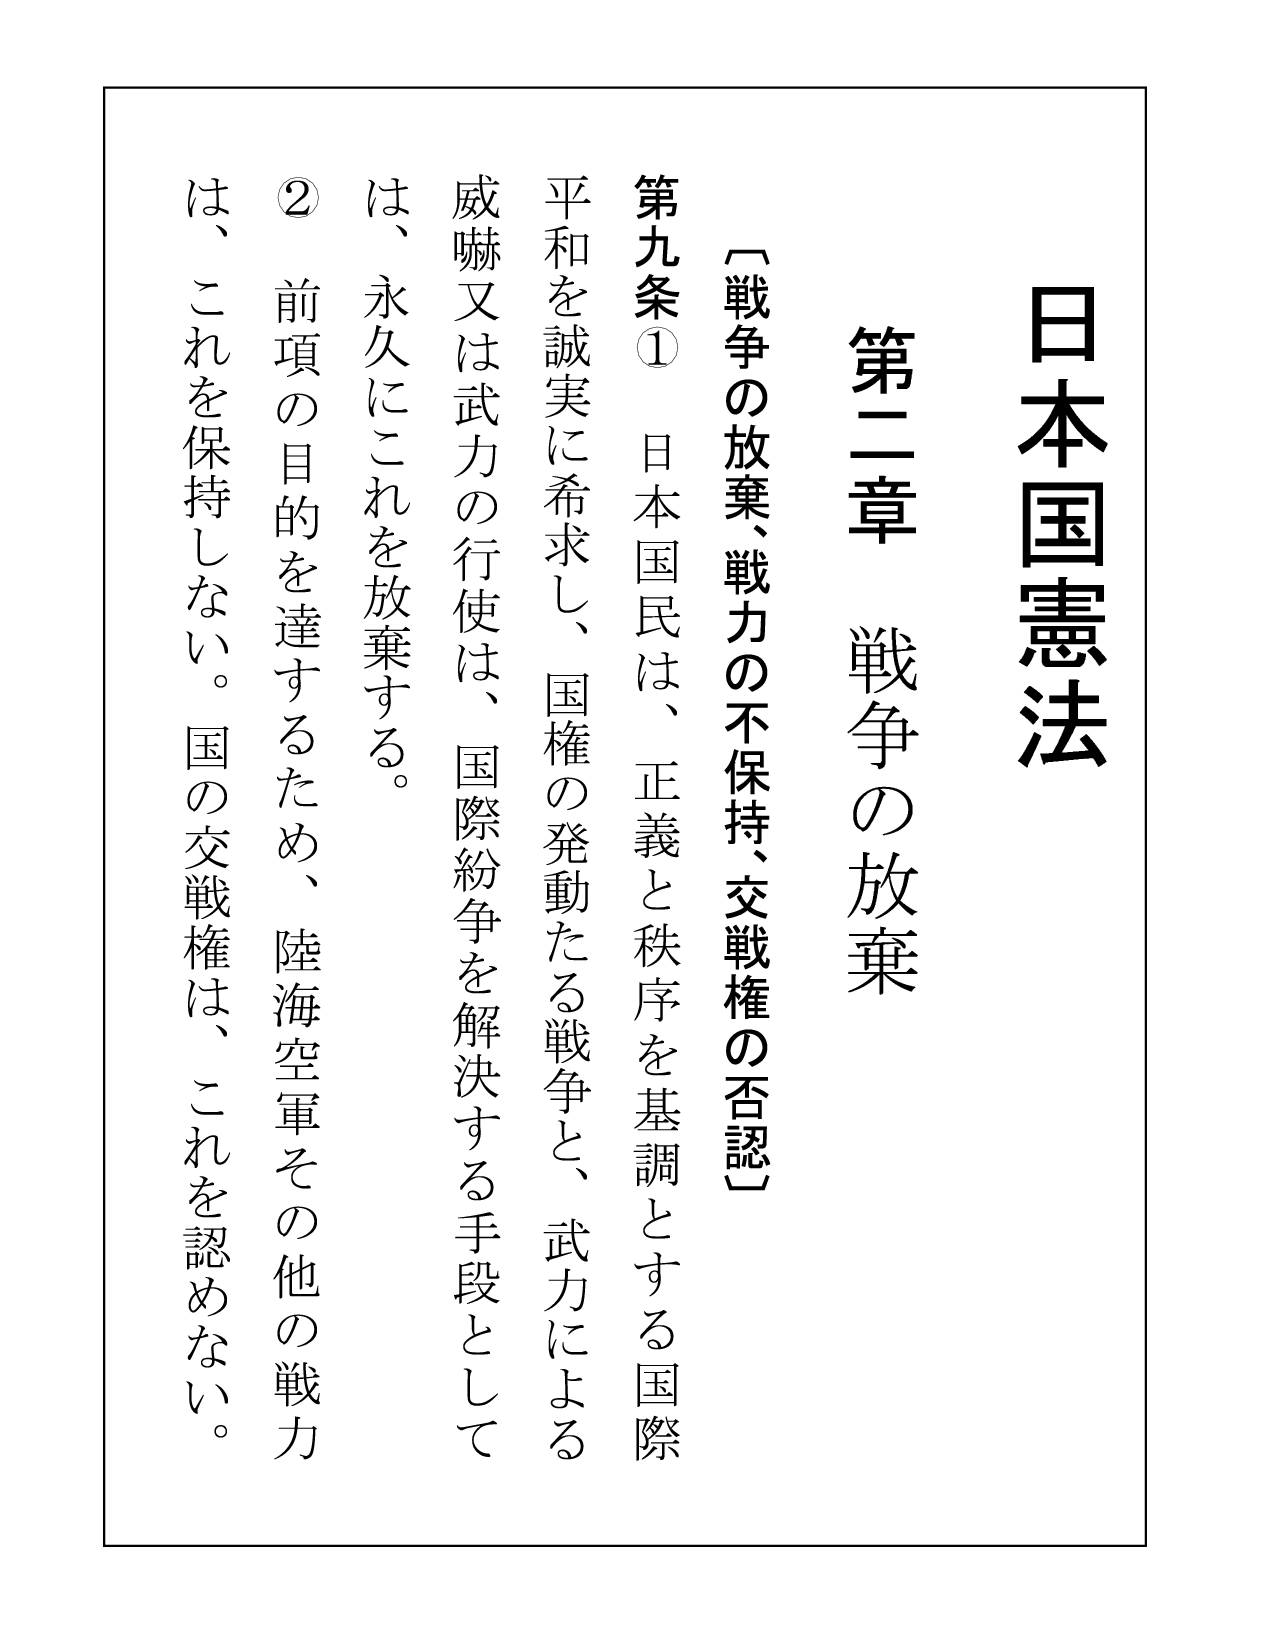 日本国憲法
第二章　戦争の放棄
〔戦争の放棄、戦力の不保持、交戦権の否認〕
第九条①　日本国民は、正義と秩序を基調とする国際
平和を誠実に希求し、国権の発動たる戦争と、武力による
威嚇又は武力の行使は、国際紛争を解決する手段として
は、永久にこれを放棄する。
②　前項の目的を達するため、陸海空軍その他の戦力
は、これを保持しない。国の交戦権は、これを認めない。